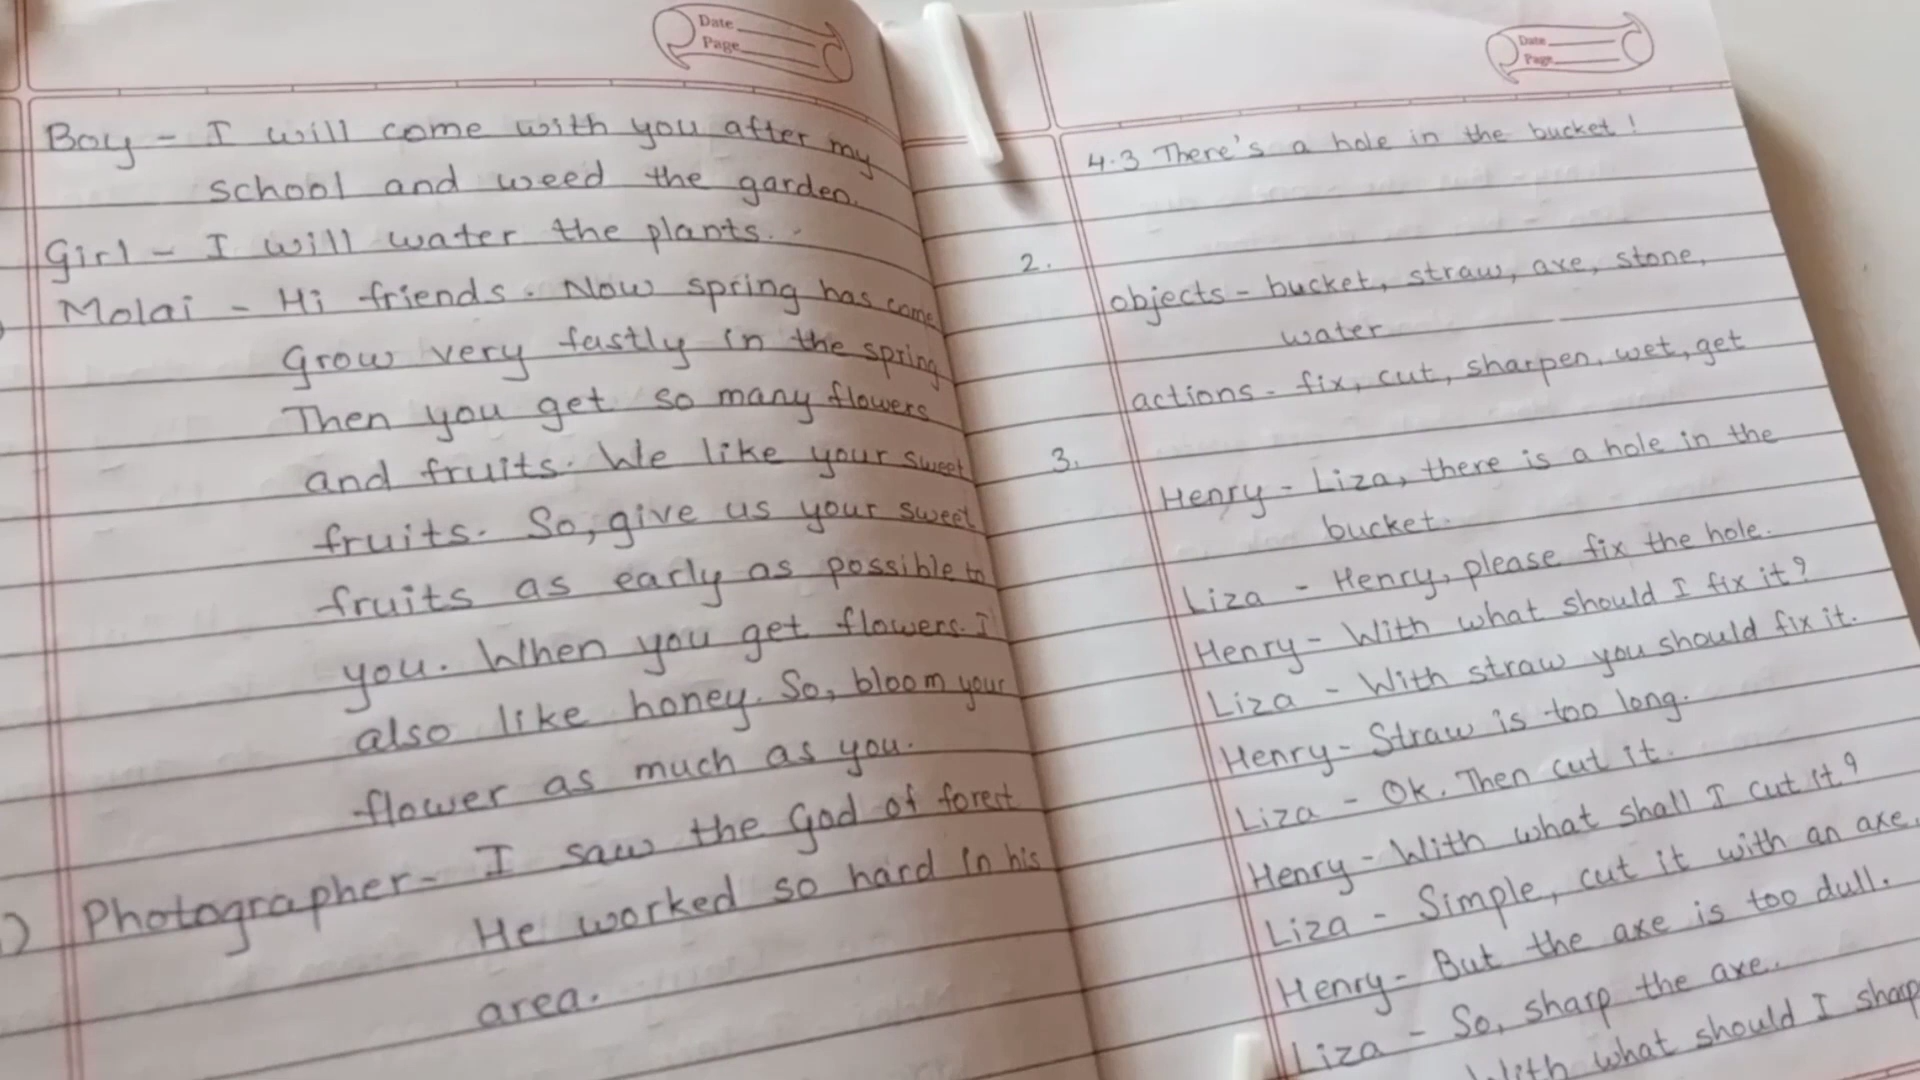 Date
Page
Boy - I will come with you after my
school and weed the garden.
Girl - I will water the plants.
Molai - Hi friends. Now spring has come
Grow very fastly in the spring
Then you get so many flowers
and fruits. We like your sweet
fruits. So, give us your sweet
fruits as early as possible to
you. When you get flowers. I
also like honey. So, bloom your
flower as much as you.
Photographer - I saw the God of forest
He worked so hard in his
area.
Date
Page
4.3 There's a hole in the bucket!
2.
objects - bucket, straw, axe, stone,
water
actions - fix, cut, sharpen, wet, get
3.
Henry - Liza, there is a hole in the
bucket.
Liza - Henry, please fix the hole.
Henry - With what should I fix it?
Liza - With straw you should fix it.
Henry - Straw is too long.
Liza - Ok. Then cut it.
Henry - With what shall I cut it?
Liza - Simple, cut it with an axe.
Henry - But the axe is too dull.
Liza - So, sharp the axe.
With what should I sharp